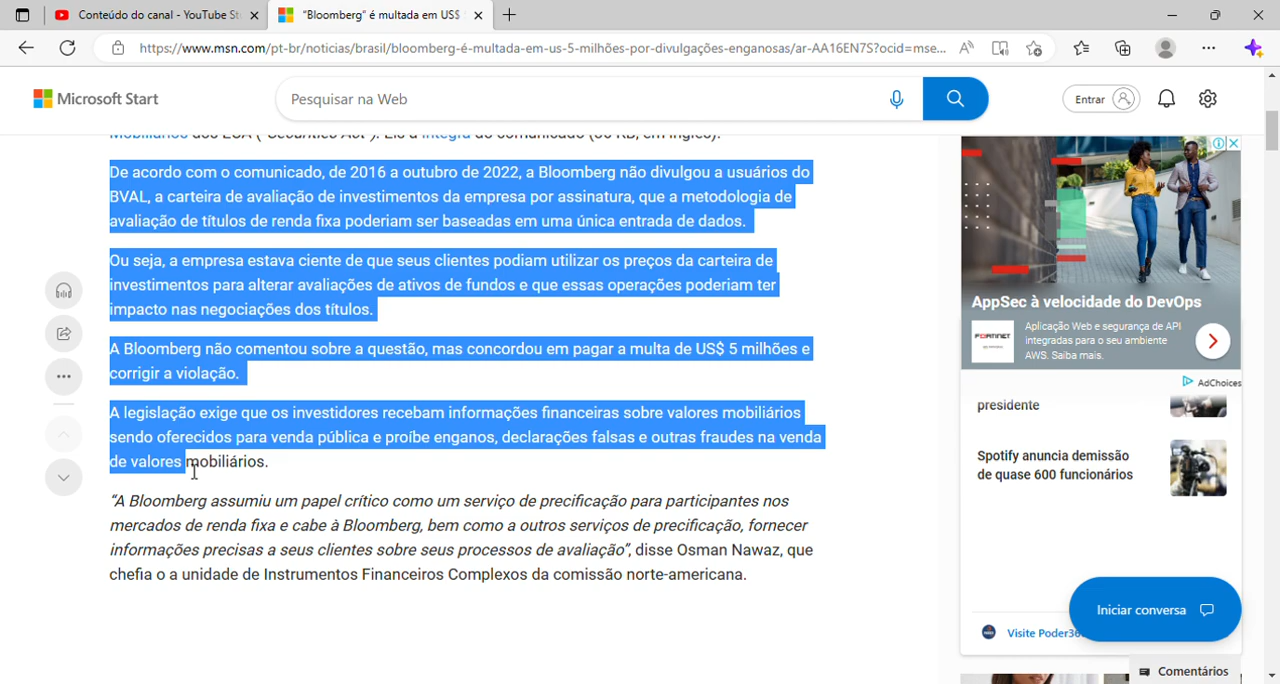 Conteúdo do canal - YouTube St
"Bloomberg" é multada em US$
https://www.msn.com/pt-br/noticias/brasil/bloomberg-é-multada-em-us-5-milhões-por-divulgações-enganosas/ar-AA16EN7S?ocid=mse...
Microsoft Start
Pesquisar na Web
Entrar
De acordo com o comunicado, de 2016 a outubro de 2022, a Bloomberg não divulgou a usuários do
BVAL, a carteira de avaliação de investimentos da empresa por assinatura, que a metodologia de
avaliação de títulos de renda fixa poderiam ser baseadas em uma única entrada de dados.
Ou seja, a empresa estava ciente de que seus clientes podiam utilizar os preços da carteira de
investimentos para alterar avaliações de ativos de fundos e que essas operações poderiam ter
impacto nas negociações dos títulos.
A Bloomberg não comentou sobre a questão, mas concordou em pagar a multa de US$ 5 milhões e
corrigir a violação.
A legislação exige que os investidores recebam informações financeiras sobre valores mobiliários
sendo oferecidos para venda pública e proíbe enganos, declarações falsas e outras fraudes na venda
de valores mobiliários.
“A Bloomberg assumiu um papel crítico como um serviço de precificação para participantes nos
mercados de renda fixa e cabe à Bloomberg, bem como a outros serviços de precificação, fornecer
informações precisas a seus clientes sobre seus processos de avaliação”, disse Osman Nawaz, que
chefia o a unidade de Instrumentos Financeiros Complexos da comissão norte-americana.
AppSec à velocidade do DevOps
FORTINET
Aplicação Web e segurança de API
integradas para o seu ambiente
AWS. Saiba mais.
AdChoices
presidente
Spotify anuncia demissão
de quase 600 funcionários
Iniciar conversa
Visite Poder36
Comentários